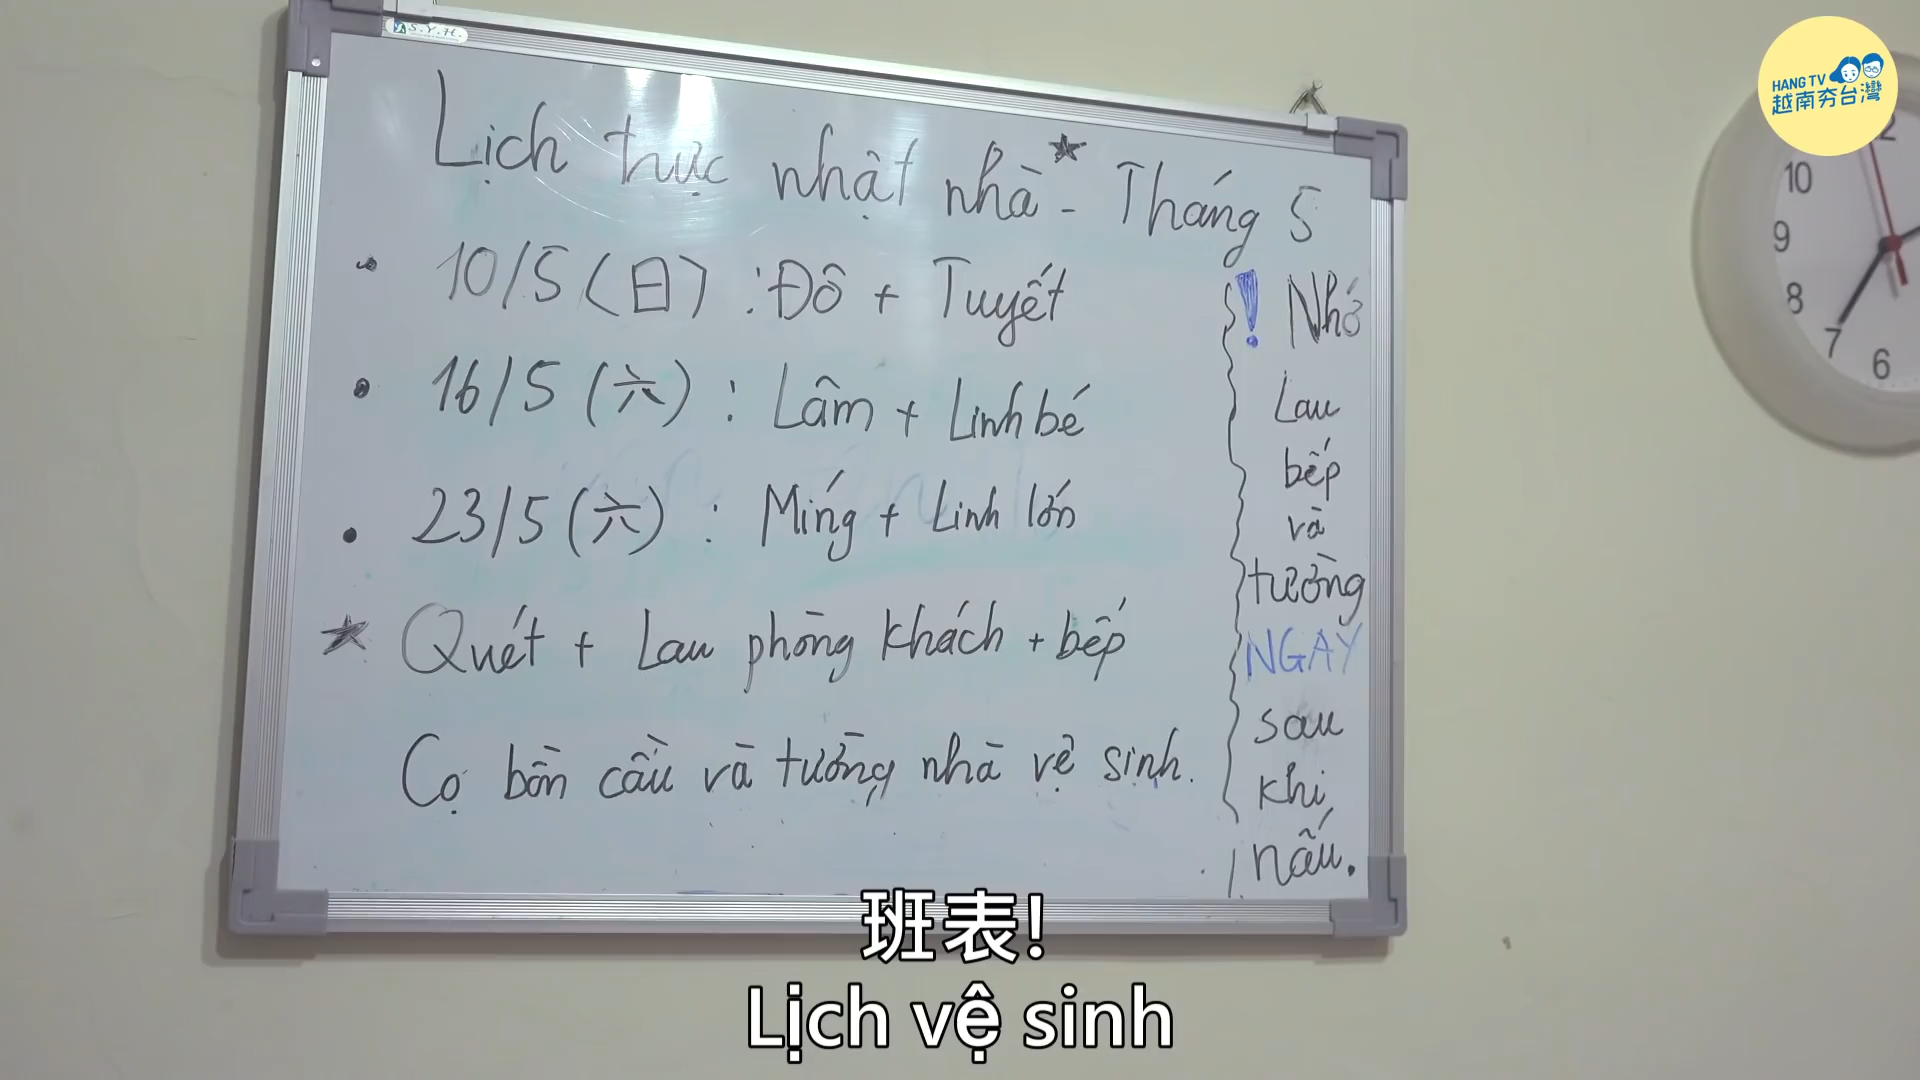 S.Y.H.
HANG TV
越南夯台灣
Lịch trực nhật nhà - Tháng 5
10/5 (日) : Đô + Tuyết
16/5 (六) : Lâm + Linh bé
23/5 (六) : Míng + Linh lớn
Quét + Lau phòng khách + bếp
Cọ bồn cầu và tường nhà vệ sinh.
! Nhớ
Lau
bếp
và
tường
NGAY
sau
khi
nấu.
2
10
9
8
7
6
班表!
Lịch vệ sinh